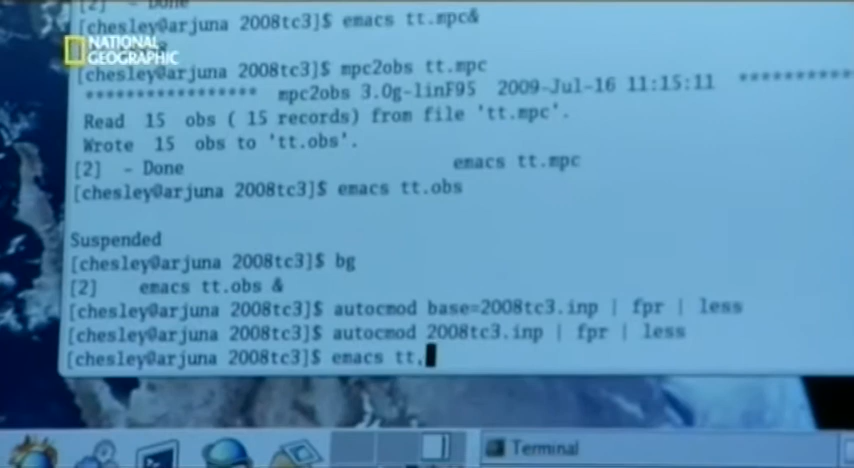 [2] - Done
[chesley@arjuna 2008tc3]$ emacs tt.mpc&
NATIONAL
GEOGRAPHIC
[chesley@arjuna 2008tc3]$ mpc2obs tt.mpc
***************** mpc2obs 3.0g-linF95 2009-Jul-16 11:15:11 ***********
Read 15 obs ( 15 records) from file 'tt.mpc'.
Wrote 15 obs to 'tt.obs'.
[2] - Done emacs tt.mpc
[chesley@arjuna 2008tc3]$ emacs tt.obs
Suspended
[chesley@arjuna 2008tc3]$ bg
[2] emacs tt.obs &
[chesley@arjuna 2008tc3]$ autocmod base=2008tc3.inp | fpr | less
[chesley@arjuna 2008tc3]$ autocmod 2008tc3.inp | fpr | less
[chesley@arjuna 2008tc3]$ emacs tt.
Terminal